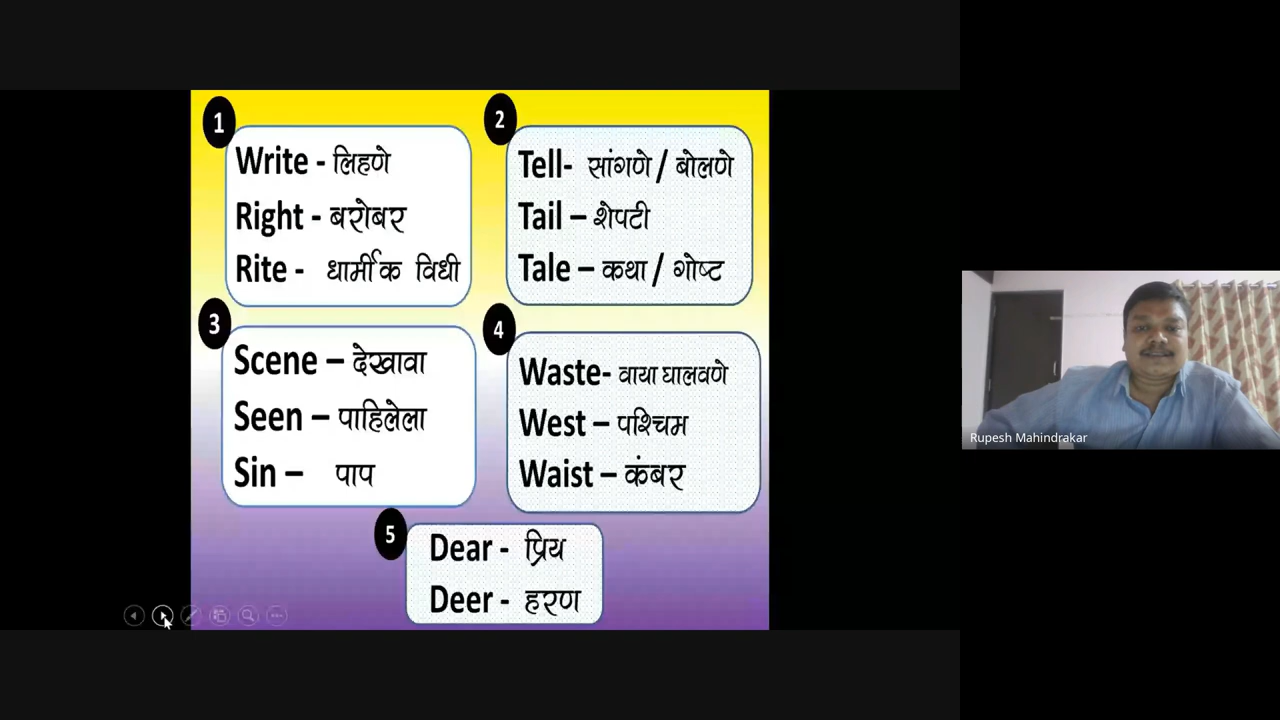 1
Write - लिहणे
Right - बरोबर
Rite - धार्मीक विधी
2
Tell- सांगणे / बोलणे
Tail – शेपटी
Tale – कथा / गोष्ट
3
Scene – देखावा
Seen – पाहिलेला
Sin – पाप
4
Waste- वाया घालवणे
West – पश्चिम
Waist – कंबर
5
Dear - प्रिय
Deer - हरण
Rupesh Mahindrakar